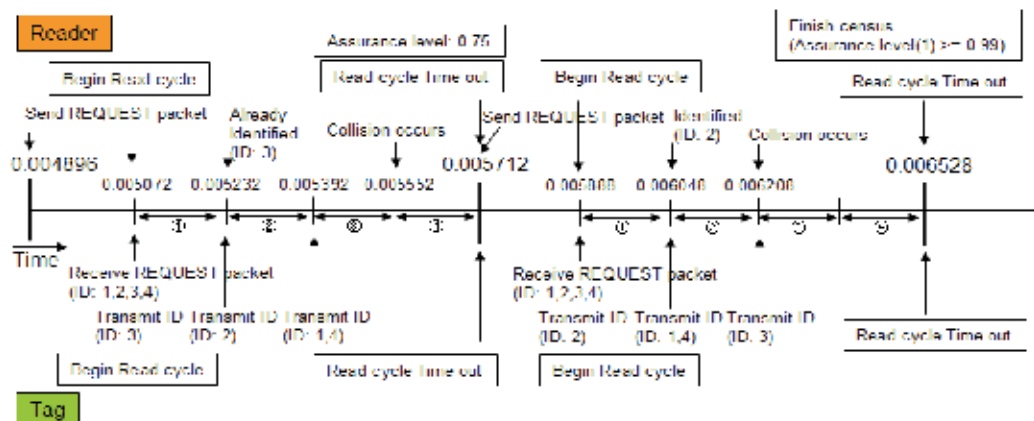 Reader
Assurance level: 0.75
Finish census
(Assurance level(1) >= 0.99)
Begin Read cycle
Read cycle Time out
Begin Read cycle
Read cycle Time out
Send REQUEST packet
Already
Identified
(ID: 3)
Collision occurs
Send REQUEST packet
Identified
(ID: 2)
Collision occurs
0.004896
0.005712
0.006528
0.005072
0.005232
0.005392
0.005552
0.005888
0.006048
0.006208
Time
Receive REQUEST packet
(ID: 1,2,3,4)
Receive REQUEST packet
(ID: 1,2,3,4)
Transmit ID
(ID: 3)
Transmit ID
(ID: 2)
Transmit ID
(ID: 1,4)
Transmit ID
(ID: 2)
Transmit ID
(ID: 1,4)
Transmit ID
(ID: 3)
Read cycle Time out
Begin Read cycle
Read cycle Time out
Begin Read cycle
Tag